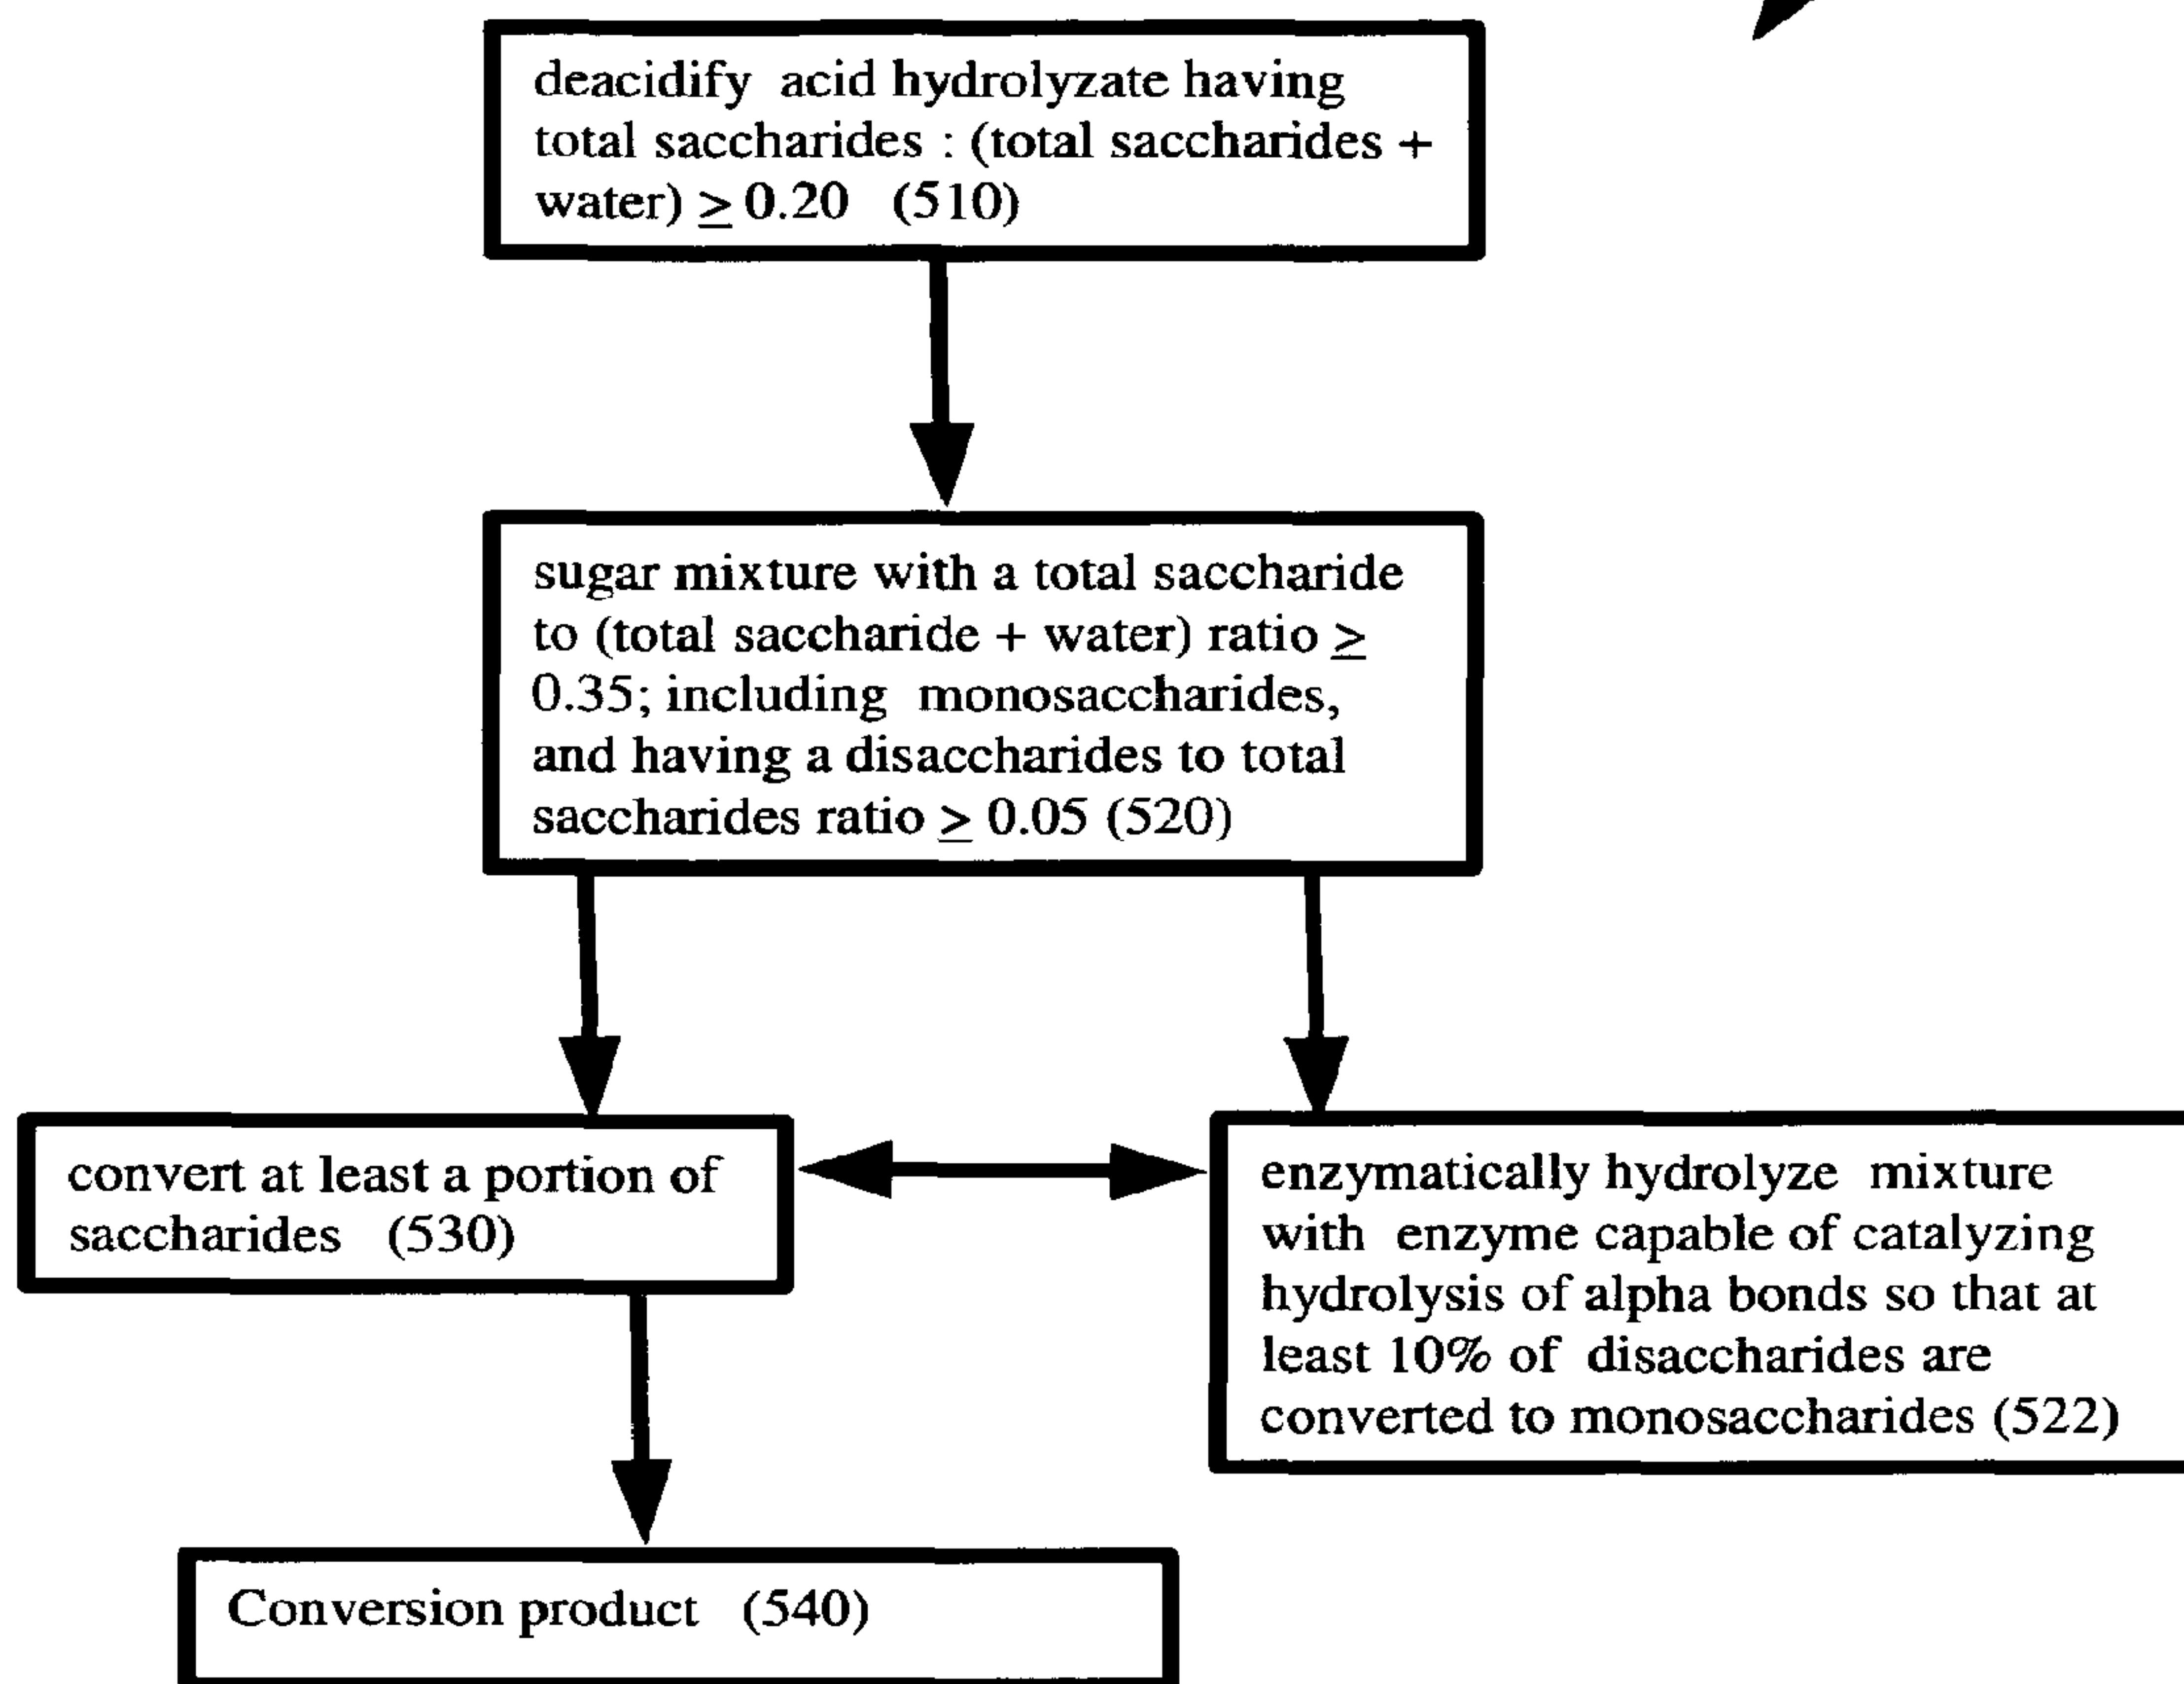 deacidify acid hydrolyzate having
total saccharides : (total saccharides +
water) ≥ 0.20 (510)
sugar mixture with a total saccharide
to (total saccharide + water) ratio ≥
0.35; including monosaccharides,
and having a disaccharides to total
saccharides ratio ≥ 0.05 (520)
convert at least a portion of
saccharides (530)
enzymatically hydrolyze mixture
with enzyme capable of catalyzing
hydrolysis of alpha bonds so that at
least 10% of disaccharides are
converted to monosaccharides (522)
Conversion product (540)